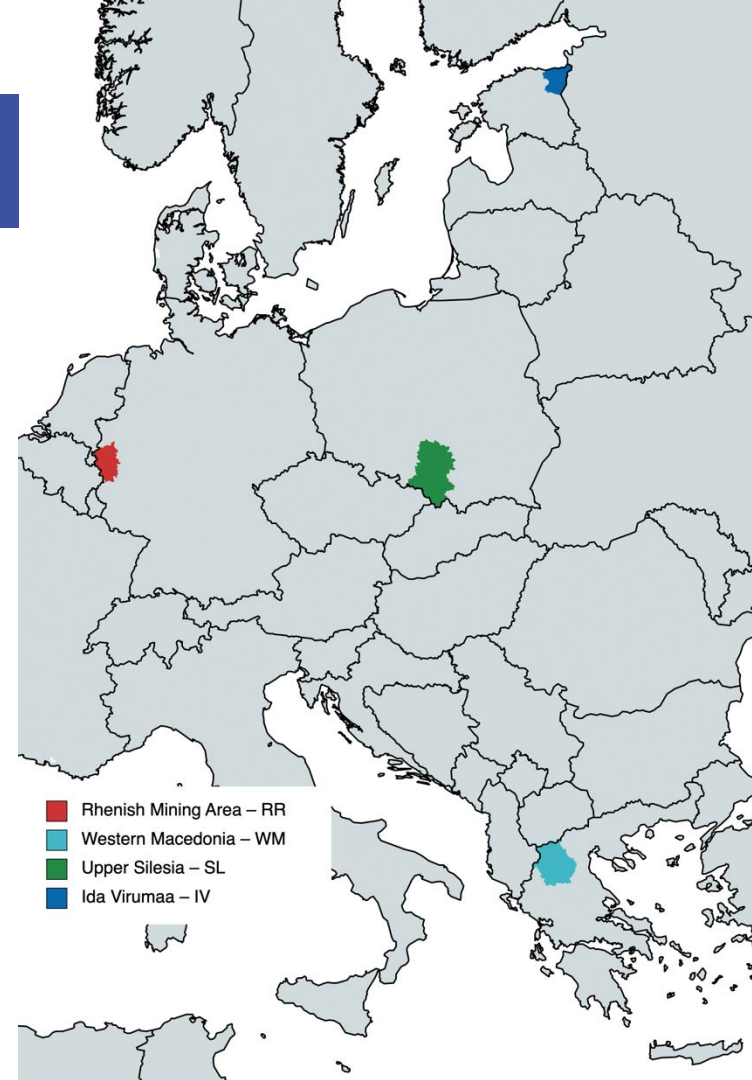 Rhenish Mining Area – RR
Western Macedonia – WM
Upper Silesia – SL
Ida Virumaa – IV